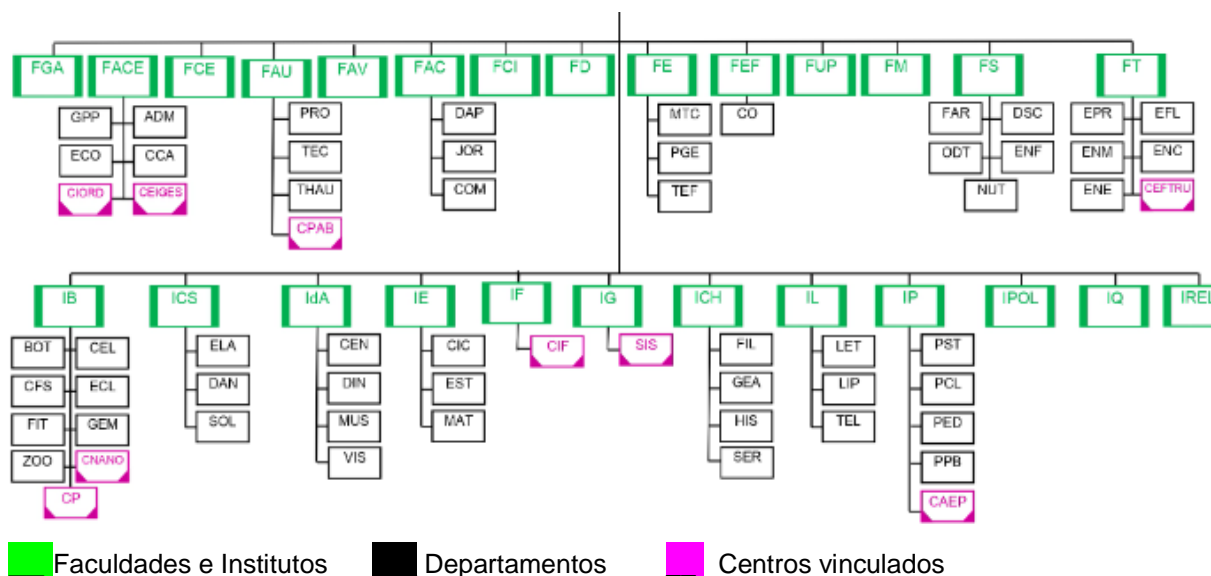 FGA FACE FCE FAU FAV FAC FCI FD FE FEF FUP FM FS FT
GPP ADM PRO DAP MTC CO FAR DSC EPR EFL
ECO CCA TEC JOR PGE ODT ENF ENM ENC
CIORD CEIGES THAU COM TEF NUT ENE CEFTRU
CPAB
IB ICS IdA IE IF IG ICH IL IP IPOL IQ IREL
BOT CEL ELA CEN CIC CIF SIS FIL LET PST
CFS ECL DAN DIN EST GEA LIP PCL
FIT GEM SOL MUS MAT HIS TEL PED
ZOO CNANO VIS SER PPB
CP CAEP
Faculdades e Institutos Departamentos Centros vinculados